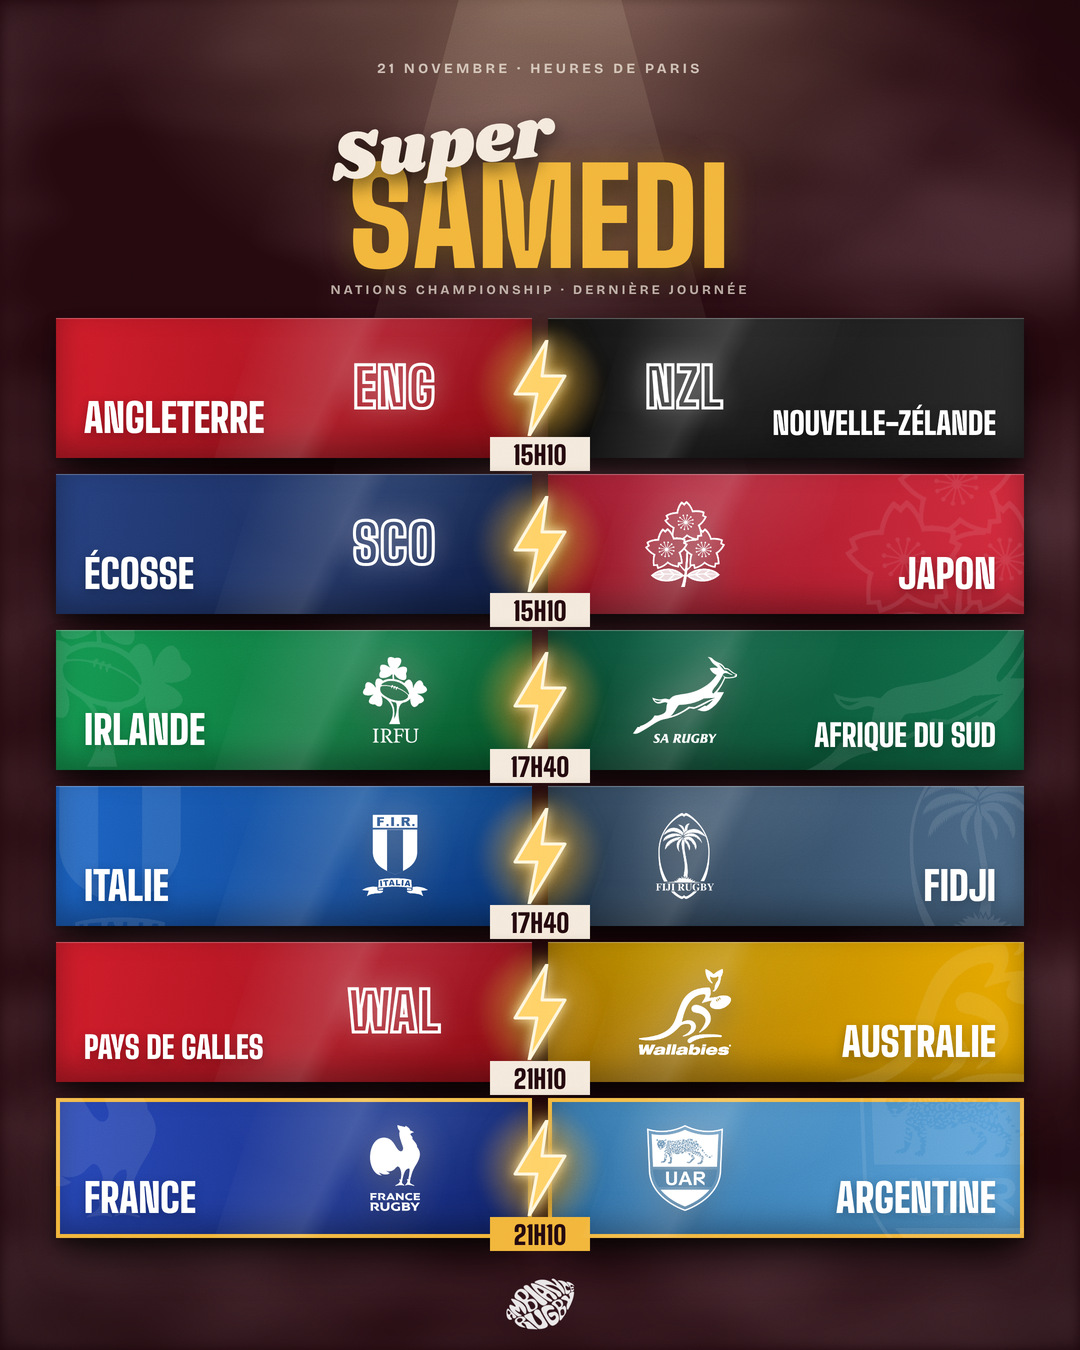 21 NOVEMBRE · HEURES DE PARIS
Super
SAMEDI
NATIONS CHAMPIONSHIP · DERNIÈRE JOURNÉE
ANGLETERRE
ENG
NZL
NOUVELLE-ZÉLANDE
15H10
ÉCOSSE
SCO
JAPON
15H10
IRLANDE
IRFU
SA RUGBY
AFRIQUE DU SUD
17H40
ITALIE
F.I.R.
ITALIA
FIJI RUGBY
FIDJI
17H40
PAYS DE GALLES
WAL
Wallabies
AUSTRALIE
21H10
FRANCE
FRANCE
RUGBY
UAR
ARGENTINE
21H10
AMBIANCE
RUGBY